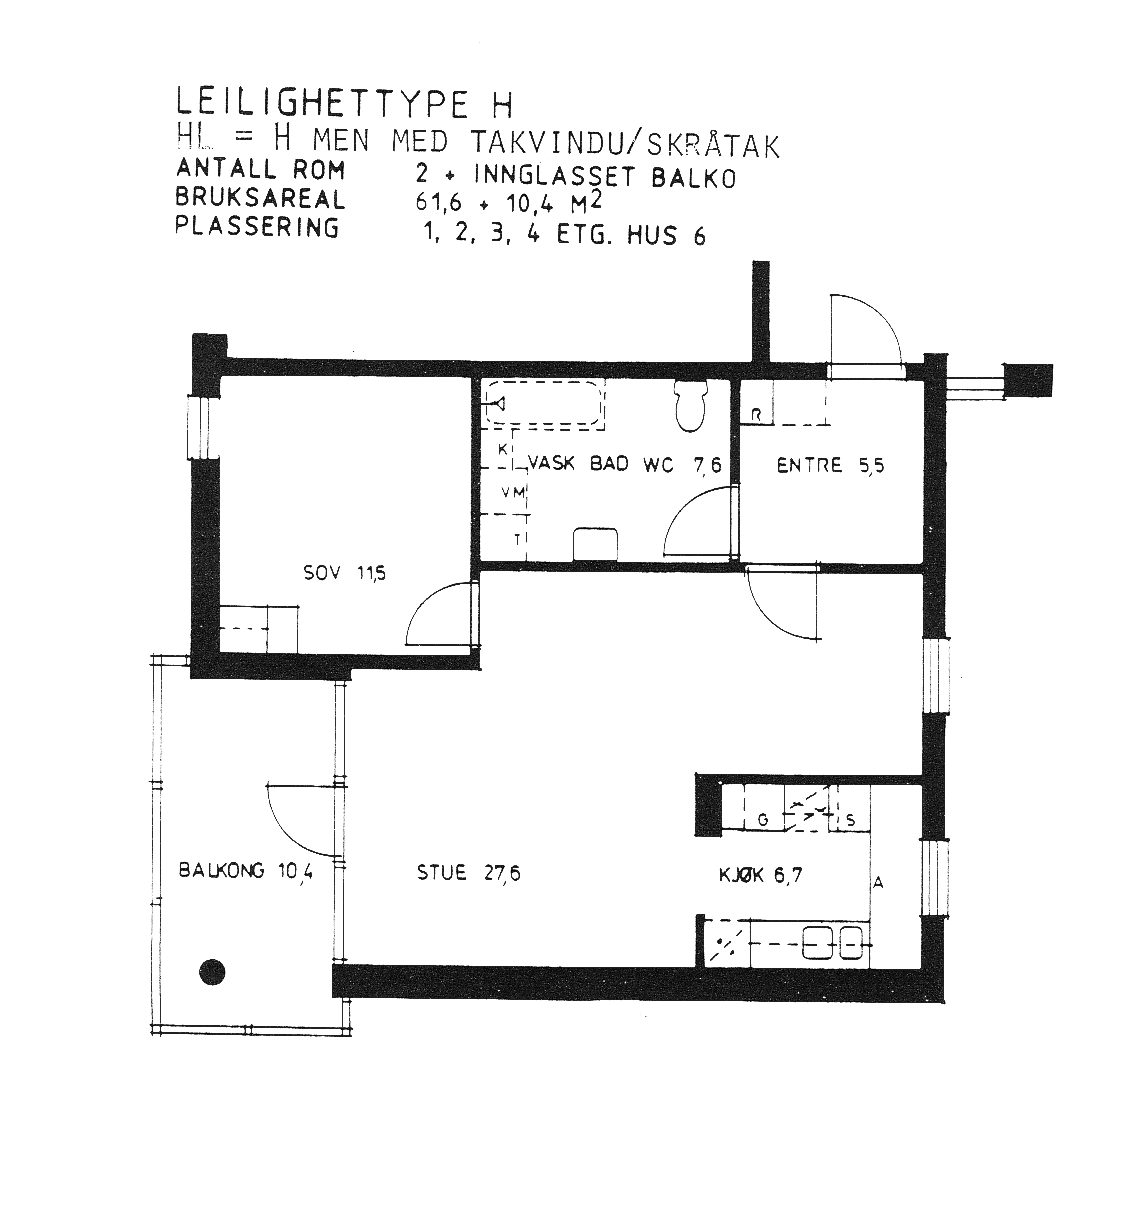 LEILIGHETTYPE H
HL = H MEN MED TAKVINDU/SKRÅTAK
ANTALL ROM 2 + INNGLASSET BALKO
BRUKSAREAL 61,6 + 10,4 M2
PLASSERING 1, 2, 3, 4 ETG. HUS 6
R
K
VASK BAD WC 7,6
ENTRE 5,5
VM
T
SOV 11,5
G
S
BALKONG 10,4
STUE 27,6
KJØK 6,7
A